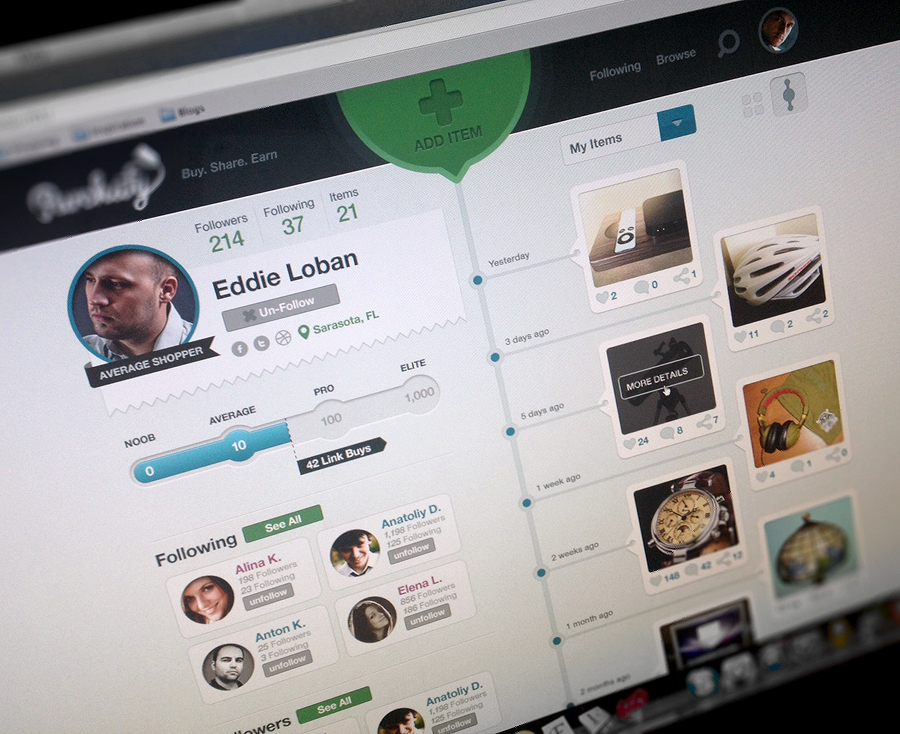 Blogs
Buy. Share. Earn
ADD ITEM
Following
Browse
My Items
Followers
214
Following
37
Items
21
Eddie Loban
Un-Follow
Sarasota, FL
AVERAGE SHOPPER
NOOB
AVERAGE
PRO
ELITE
0
10
100
1,000
42 Link Buys
Following
See All
Alina K.
198 Followers
23 Following
unfollow
Anatoliy D.
1,198 Followers
125 Following
unfollow
Anton K.
25 Followers
3 Following
unfollow
Elena L.
856 Followers
186 Following
unfollow
See All
Anatoliy D.
1,198 Followers
125 Following
unfollow
Yesterday
2
0
1
11
2
2
3 days ago
MORE DETAILS
24
8
7
5 days ago
4
1
0
1 week ago
148
42
12
2 weeks ago
1 month ago
2 months ago